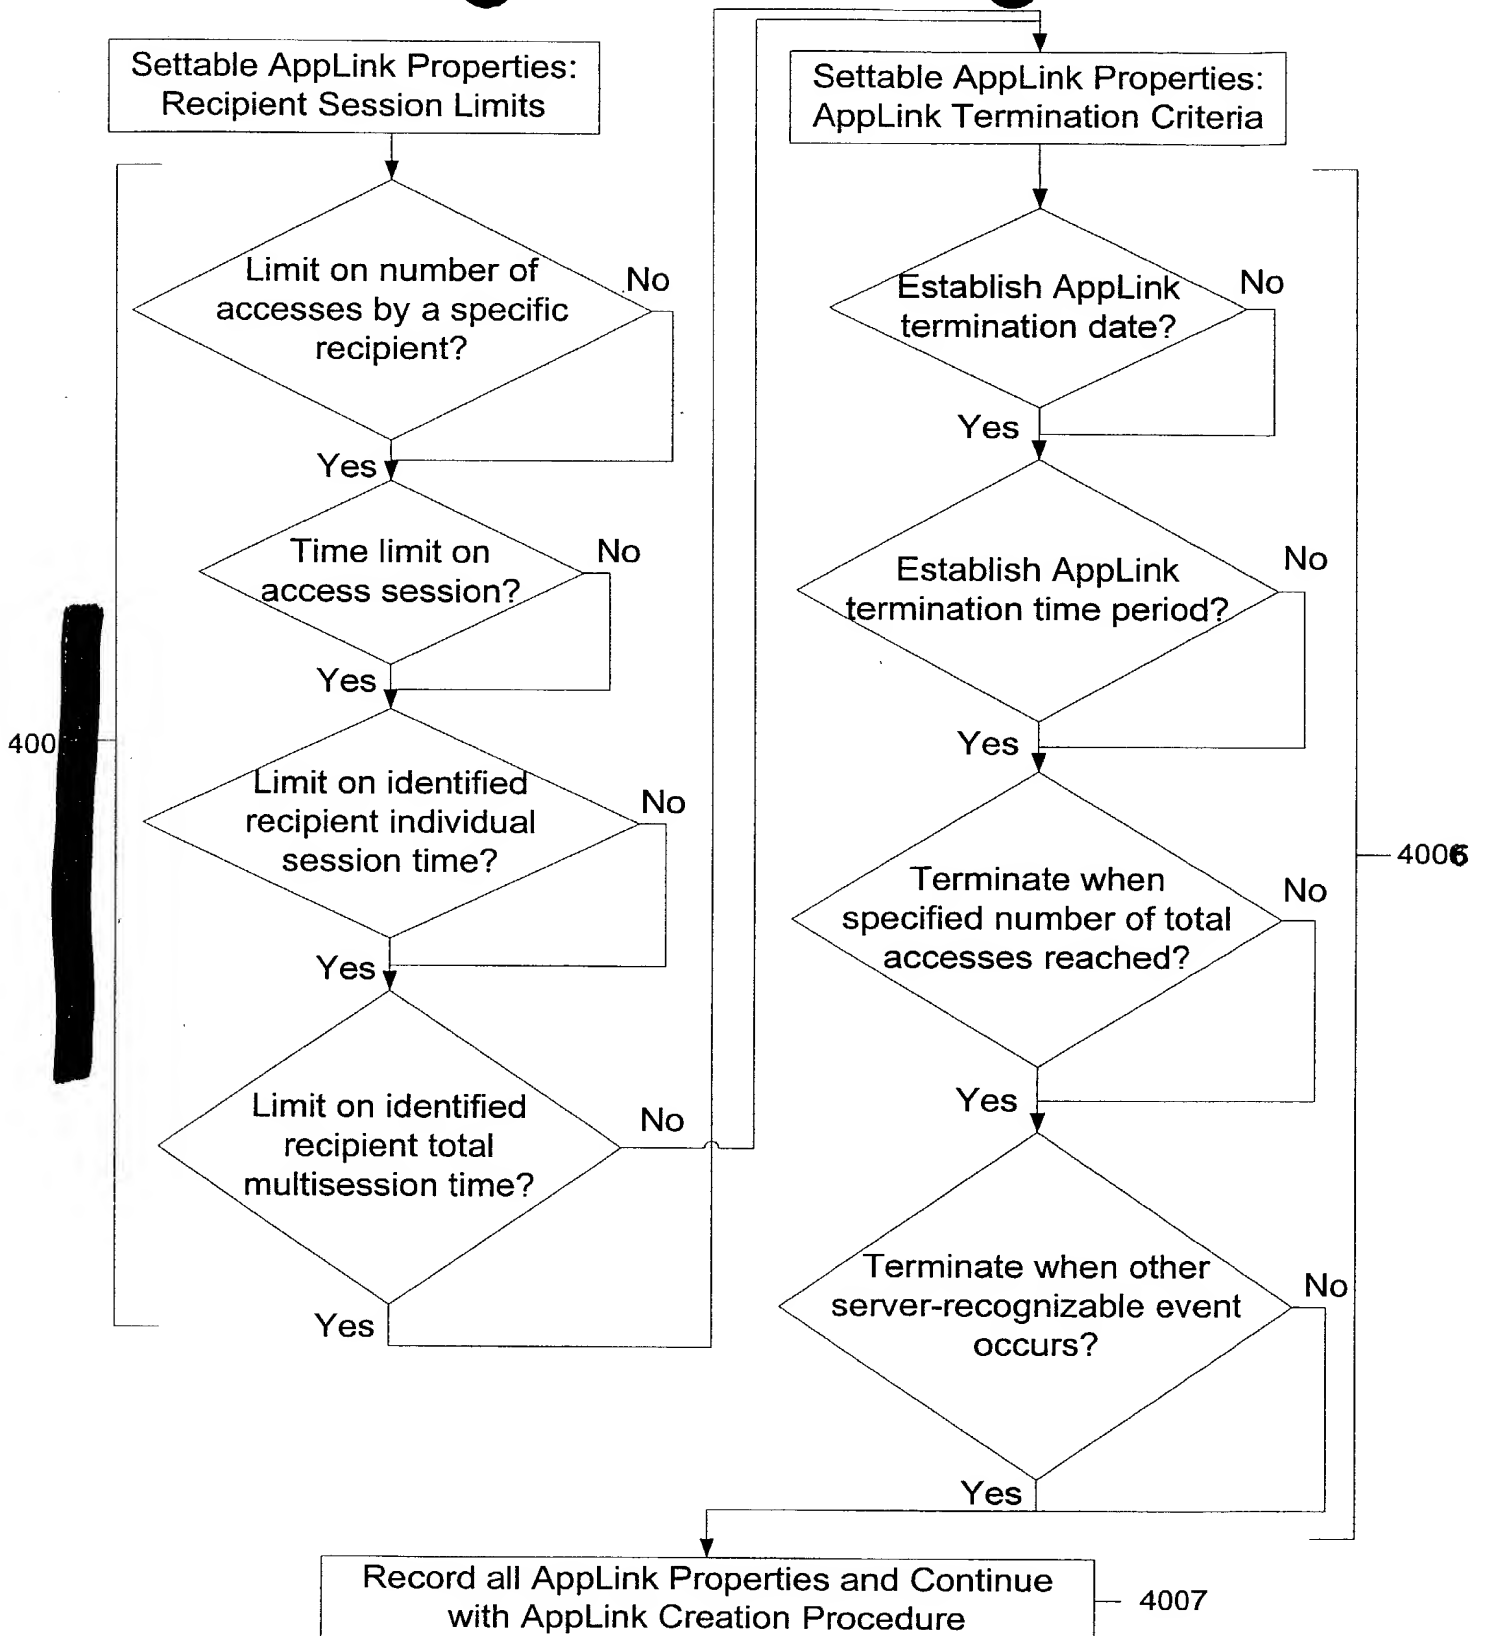 Settable AppLink Properties:
Recipient Session Limits
Limit on number of
accesses by a specific
recipient?
No
Yes
Time limit on
access session?
No
Yes
400
Limit on identified
recipient individual
session time?
No
Yes
Limit on identified
recipient total
multisession time?
No
Yes
Settable AppLink Properties:
AppLink Termination Criteria
Establish AppLink
termination date?
No
Yes
Establish AppLink
termination time period?
No
Yes
Terminate when
specified number of total
accesses reached?
No
4006
Yes
Terminate when other
server-recognizable event
occurs?
No
Yes
Record all AppLink Properties and Continue
with AppLink Creation Procedure
4007